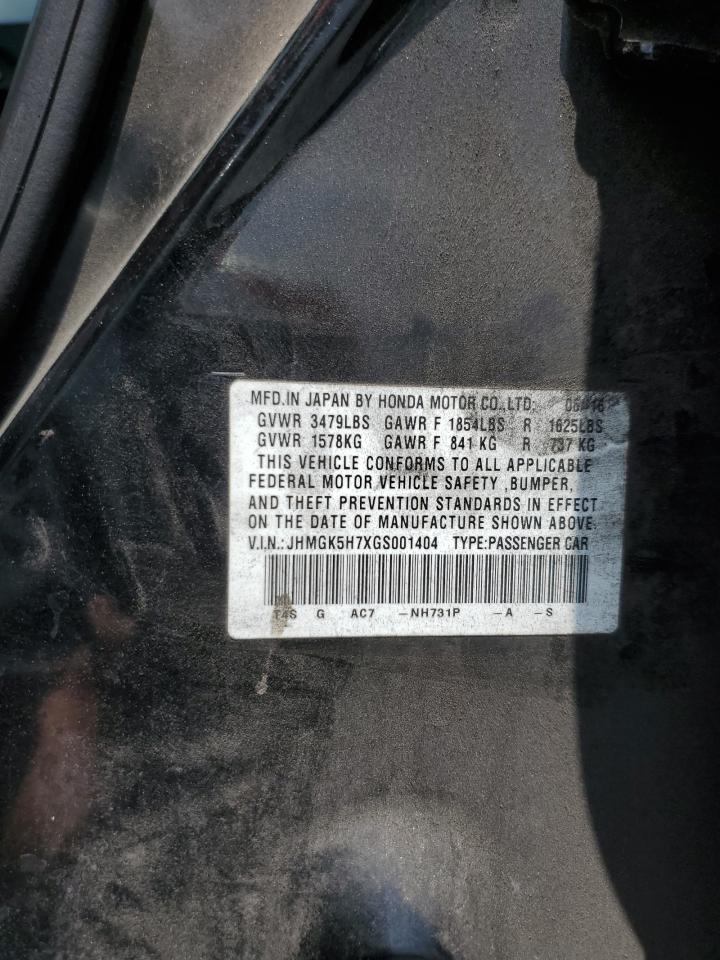 MFD.IN JAPAN BY HONDA MOTOR CO.,LTD.
GVWR 3479LBS GAWR F 1854LBS R 1625LBS
GVWR 1578KG GAWR F 841 KG R 737 KG
THIS VEHICLE CONFORMS TO ALL APPLICABLE
FEDERAL MOTOR VEHICLE SAFETY ,BUMPER,
AND THEFT PREVENTION STANDARDS IN EFFECT
ON THE DATE OF MANUFACTURE SHOWN ABOVE.
V.I.N.:JHMGK5H7XGS001404 TYPE:PASSENGER CAR
T4S G AC7 -NH731P -A -S